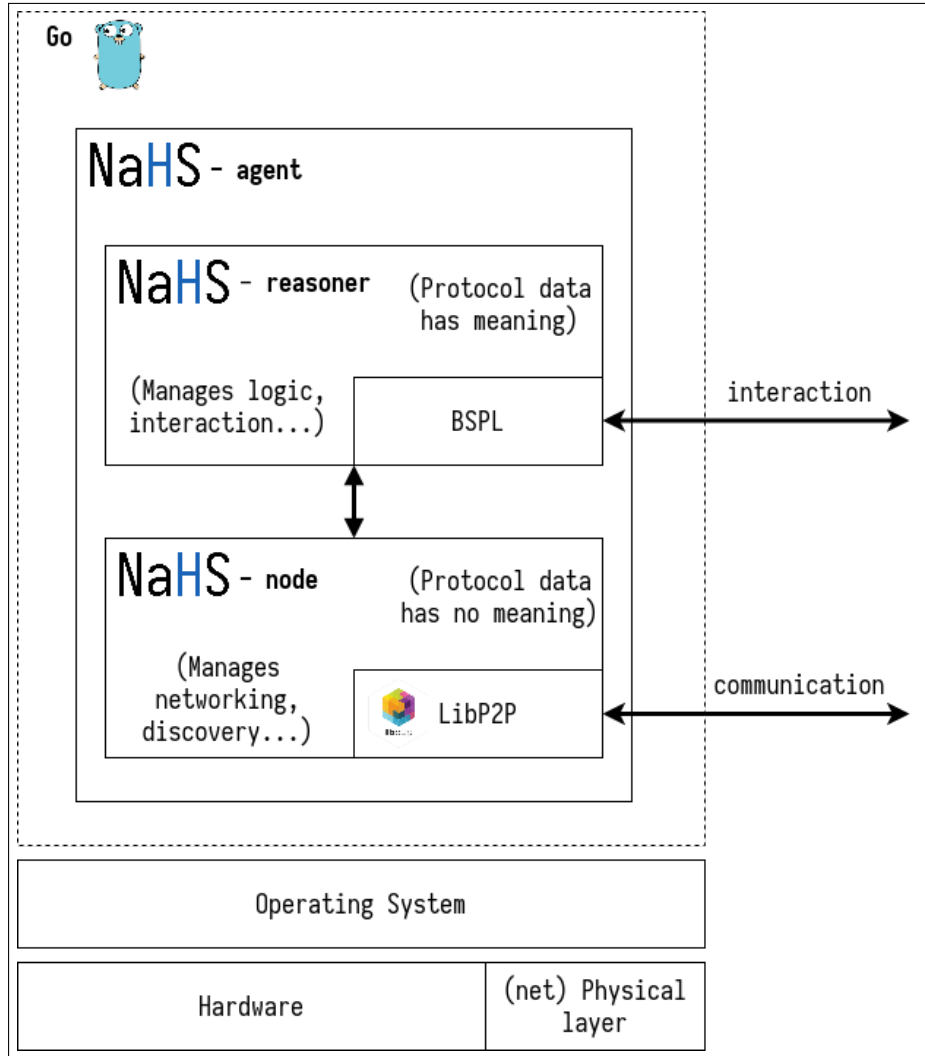 Go
NaHS - agent
NaHS - reasoner
(Protocol data
has meaning)
(Manages logic,
interaction...)
BSPL
interaction
NaHS - node
(Protocol data
has no meaning)
(Manages
networking,
discovery...)
LibP2P
communication
Operating System
Hardware
(net) Physical
layer